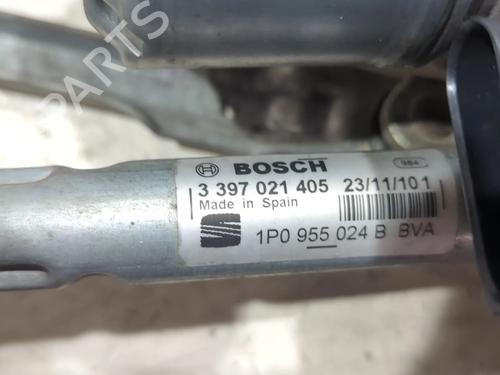 B-PARTS
BOSCH
984
3 397 021 405 23/11/10 1
Made in Spain
1P0 955 024 B BVA